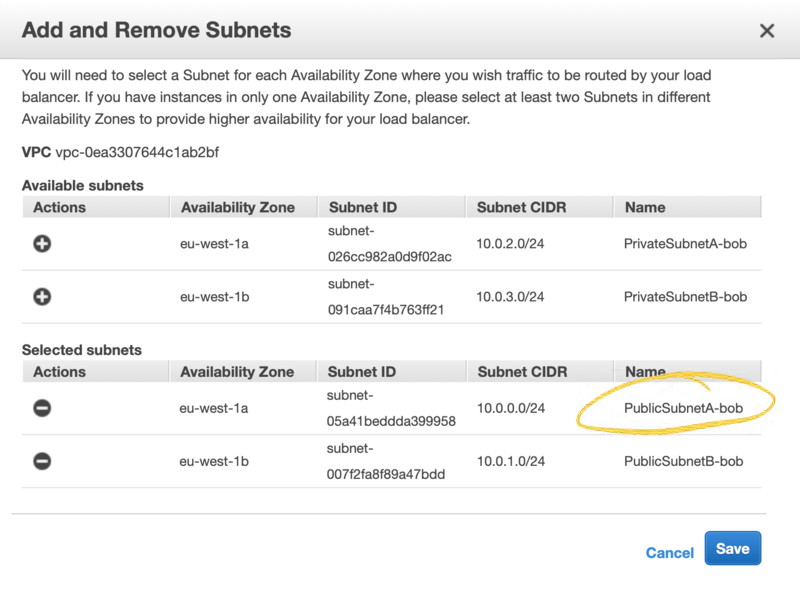 Add and Remove Subnets
You will need to select a Subnet for each Availability Zone where you wish traffic to be routed by your load
balancer. If you have instances in only one Availability Zone, please select at least two Subnets in different
Availability Zones to provide higher availability for your load balancer.
VPC vpc-0ea3307644c1ab2bf
Available subnets
Actions Availability Zone Subnet ID Subnet CIDR Name
eu-west-1a subnet-026cc982a0d9f02ac 10.0.2.0/24 PrivateSubnetA-bob
eu-west-1b subnet-091caa7f4b763ff21 10.0.3.0/24 PrivateSubnetB-bob
Selected subnets
Actions Availability Zone Subnet ID Subnet CIDR Name
eu-west-1a subnet-05a41beddda399958 10.0.0.0/24 PublicSubnetA-bob
eu-west-1b subnet-007f2fa8f89a47bdd 10.0.1.0/24 PublicSubnetB-bob
Cancel Save